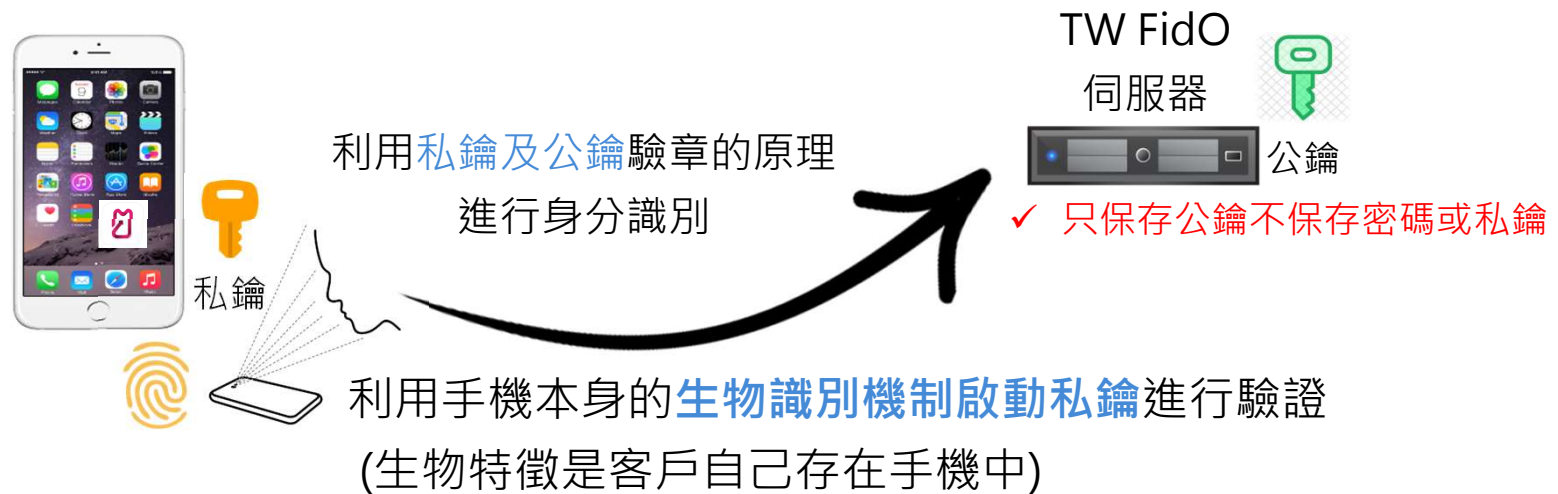 TW FidO
伺服器
公鑰
✓ 只保存公鑰不保存密碼或私鑰
利用私鑰及公鑰驗章的原理
進行身分識別
私鑰
利用手機本身的生物識別機制啟動私鑰進行驗證
(生物特徵是客戶自己存在手機中)